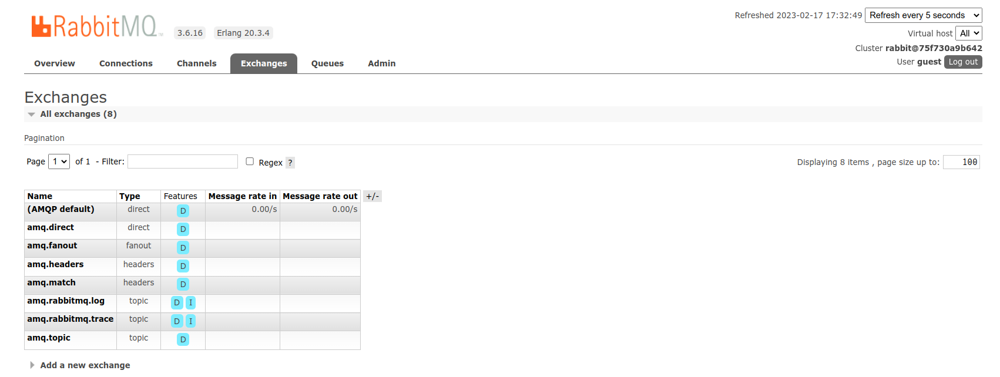 RabbitMQ™ 3.6.16 Erlang 20.3.4
Refreshed 2023-02-17 17:32:49 Refresh every 5 seconds
Virtual host All
Cluster rabbit@75f730a9b642
User guest Log out
Overview Connections Channels Exchanges Queues Admin
Exchanges
All exchanges (8)
Pagination
Page 1 of 1 - Filter: Regex ? Displaying 8 items , page size up to: 100
Name Type Features Message rate in Message rate out +/-
(AMQP default) direct D 0.00/s 0.00/s
amq.direct direct D
amq.fanout fanout D
amq.headers headers D
amq.match headers D
amq.rabbitmq.log topic D I
amq.rabbitmq.trace topic D I
amq.topic topic D
Add a new exchange